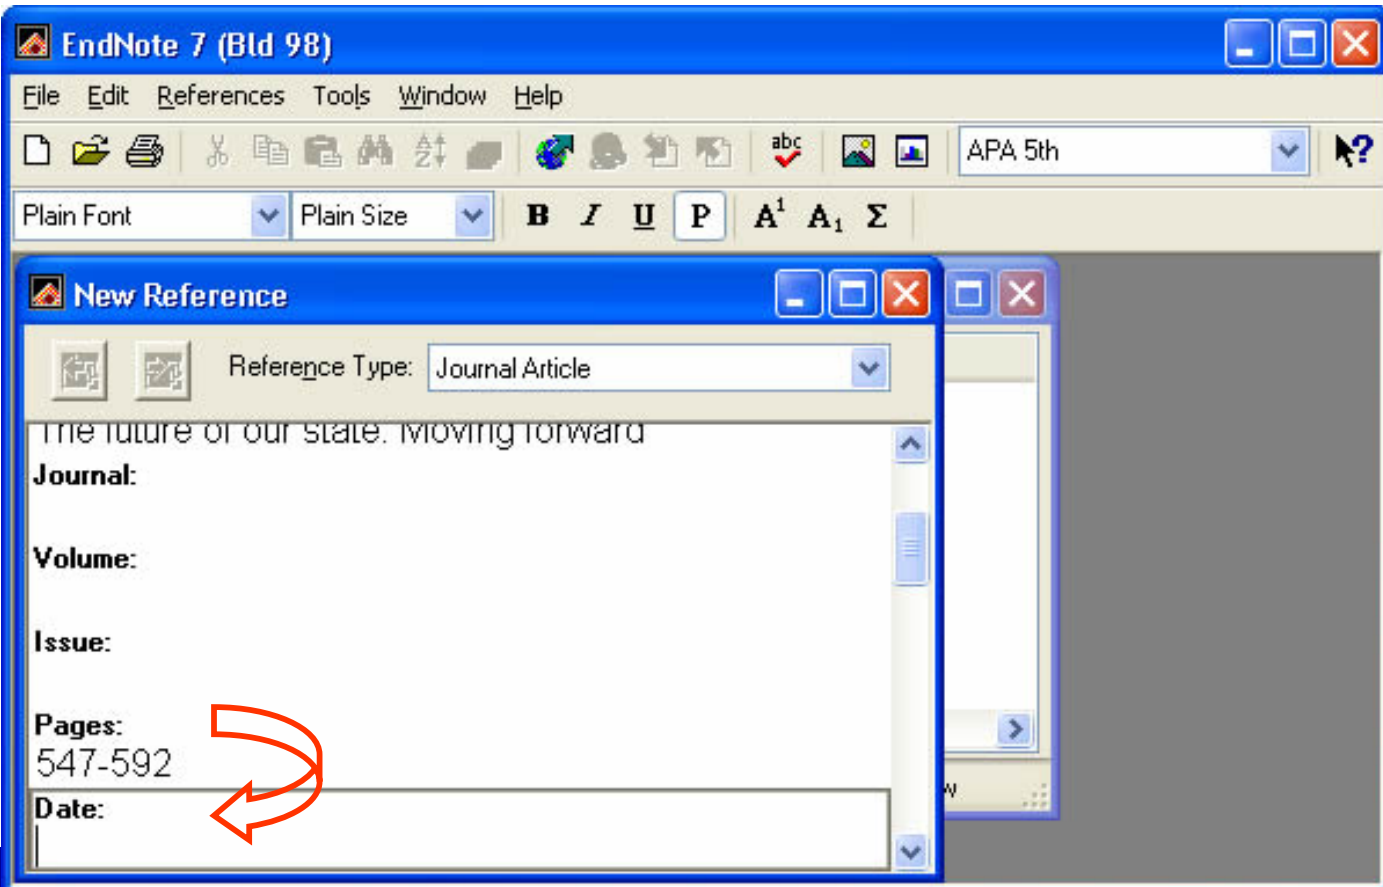 EndNote 7 (Bld 98)
File Edit References Tools Window Help
abc APA 5th
Plain Font Plain Size B I U P A1 A1 Σ
New Reference
Reference Type: Journal Article
The future of our state: Moving forward
Journal:
Volume:
Issue:
Pages:
547-592
Date: